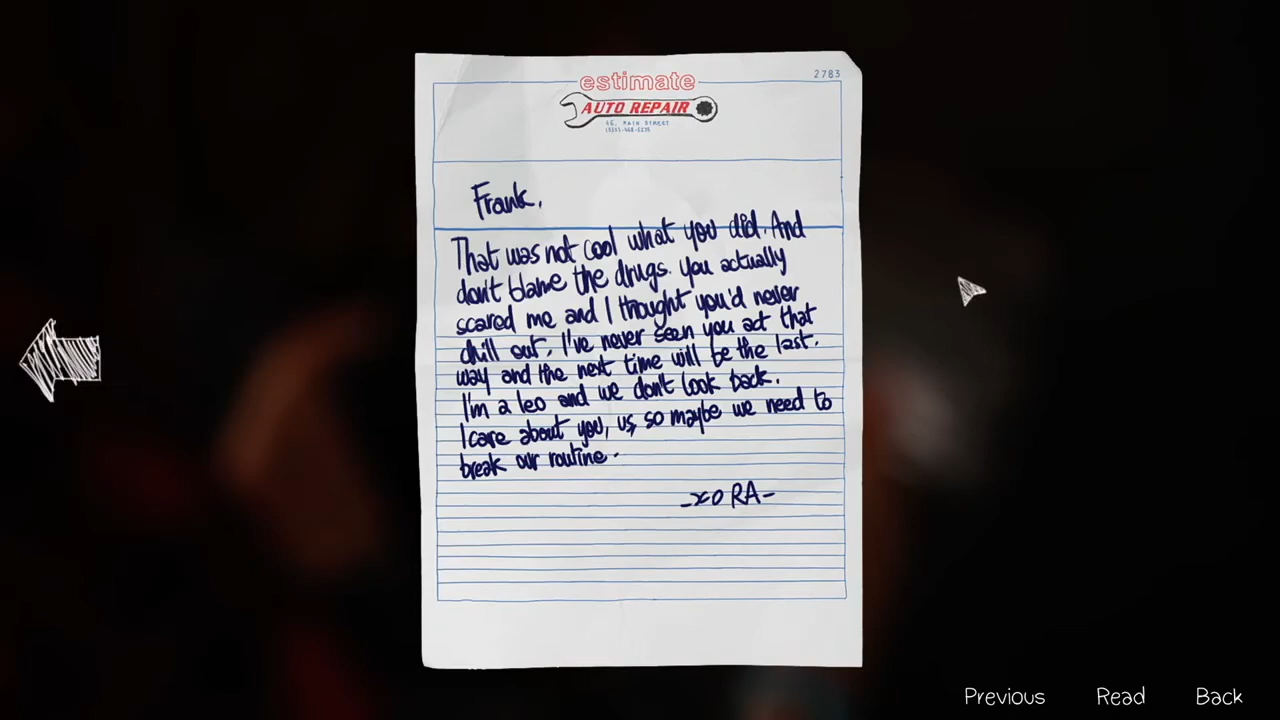 2783
estimate
AUTO REPAIR
46, MAIN STREET
Frank,
That was not cool what you did. And
don't blame the drugs. You actually
scared me and I thought you'd never
chill out. I've never seen you act that
way and the next time will be the last.
I'm a leo and we don't look back.
I care about you, us, so maybe we need to
break our routine.
-xo RA-
Previous
Read
Back